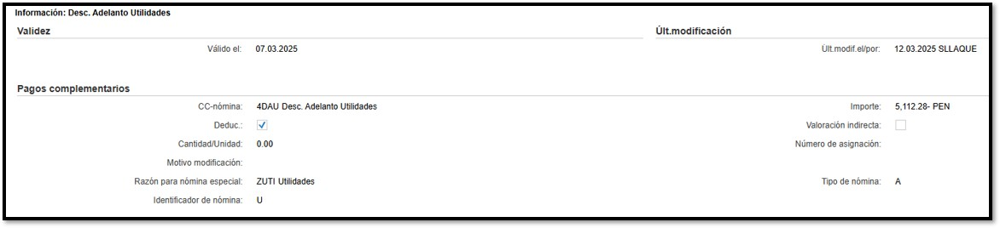 Información: Desc. Adelanto Utilidades
Validez Últ.modificación
Válido el: 07.03.2025 Últ.modif.el/por: 12.03.2025 SLLAQUE
Pagos complementarios
CC-nómina: 4DAU Desc. Adelanto Utilidades Importe: 5,112.28- PEN
Deduc.: Valoración indirecta:
Cantidad/Unidad: 0.00 Número de asignación:
Motivo modificación:
Razón para nómina especial: ZUTI Utilidades Tipo de nómina: A
Identificador de nómina: U